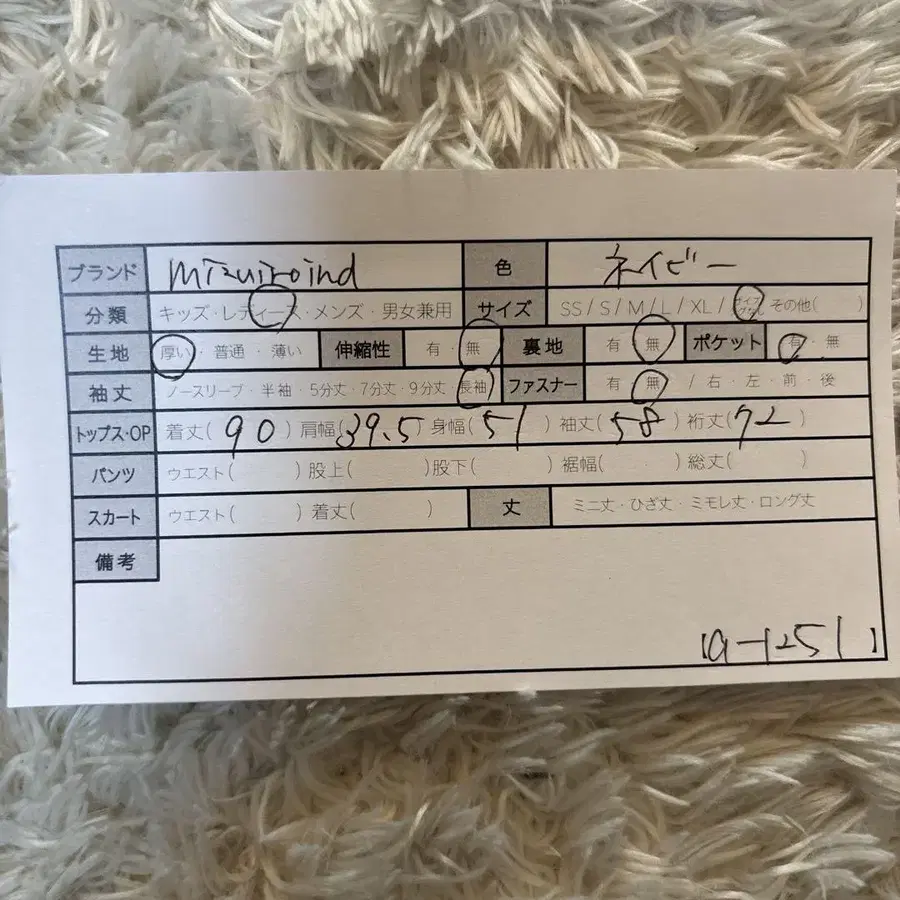 ブランド mizuiroind 色 ネイビー
分類 キッズ・レディース・メンズ・男女兼用 サイズ SS / S / M / L / XL / サイズなし その他( )
生地 厚い・普通・薄い 伸縮性 有・無 裏地 有・無 ポケット 有・無
袖丈 ノースリーブ・半袖・5分丈・7分丈・9分丈・長袖 ファスナー 有・無 / 右・左・前・後
トップス・OP 着丈(90) 肩幅(39.5) 身幅(51) 袖丈(58) 裄丈(72)
パンツ ウエスト( ) 股上( ) 股下( ) 裾幅( ) 総丈( )
スカート ウエスト( ) 着丈( ) 丈 ミニ丈・ひざ丈・ミモレ丈・ロング丈
備考
【a-1251】